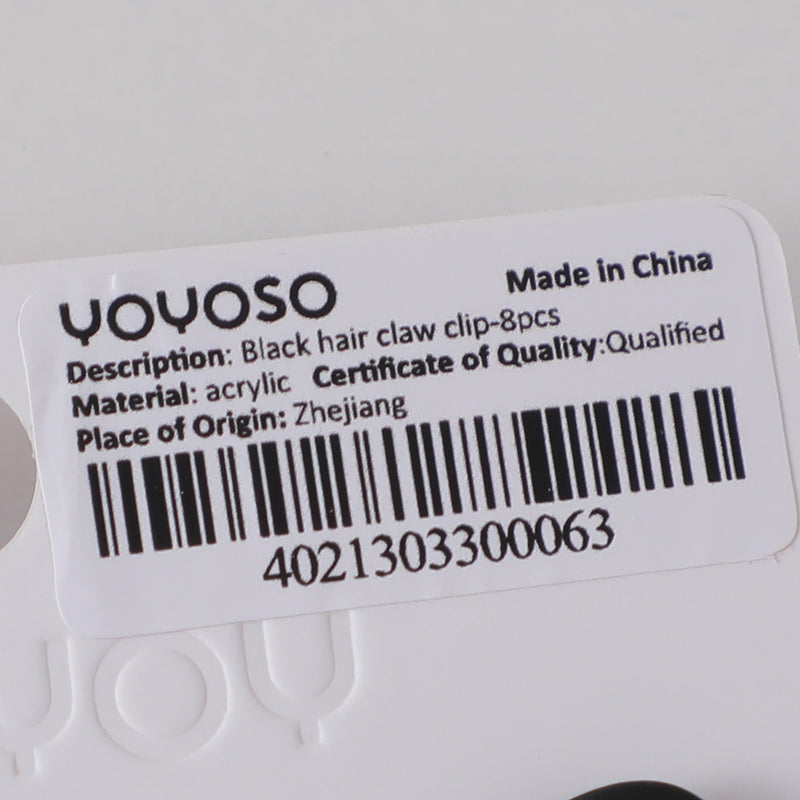 YOYOSO
Made in China
Description: Black hair claw clip-8pcs
Material: acrylic Certificate of Quality:Qualified
Place of Origin: Zhejiang
4021303300063
YOU